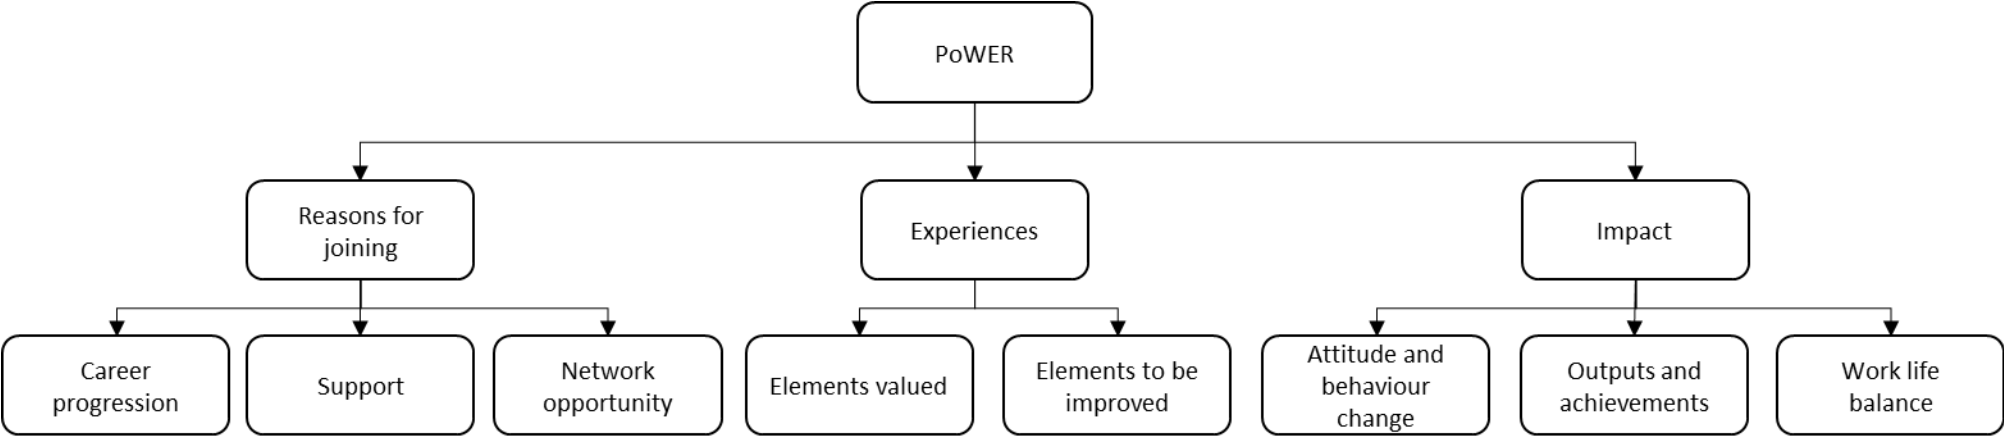 PoWER
Reasons for
joining
Experiences
Impact
Career
progression
Support
Network
opportunity
Elements valued
Elements to be
improved
Attitude and
behaviour
change
Outputs and
achievements
Work life
balance